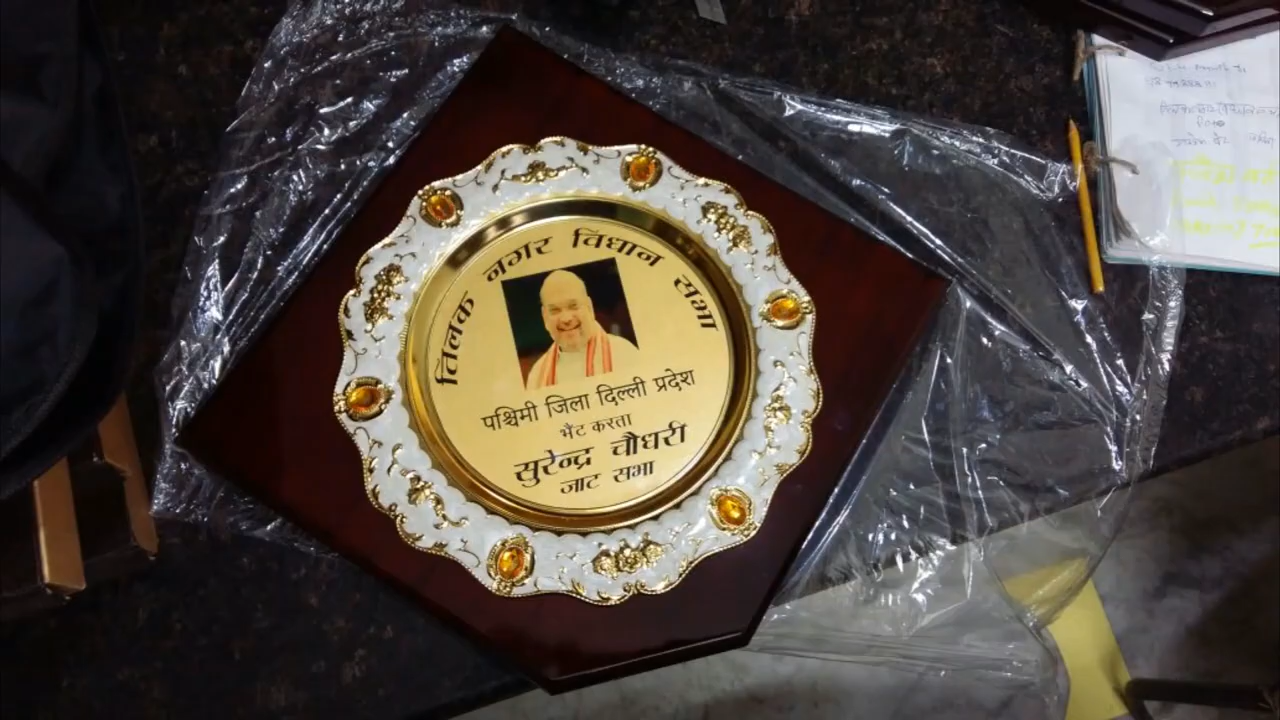 तिलक नगर विधान सभा
पश्चिमी जिला दिल्ली प्रदेश
भैंट करता
सुरेन्द्र चौधरी
जाट सभा